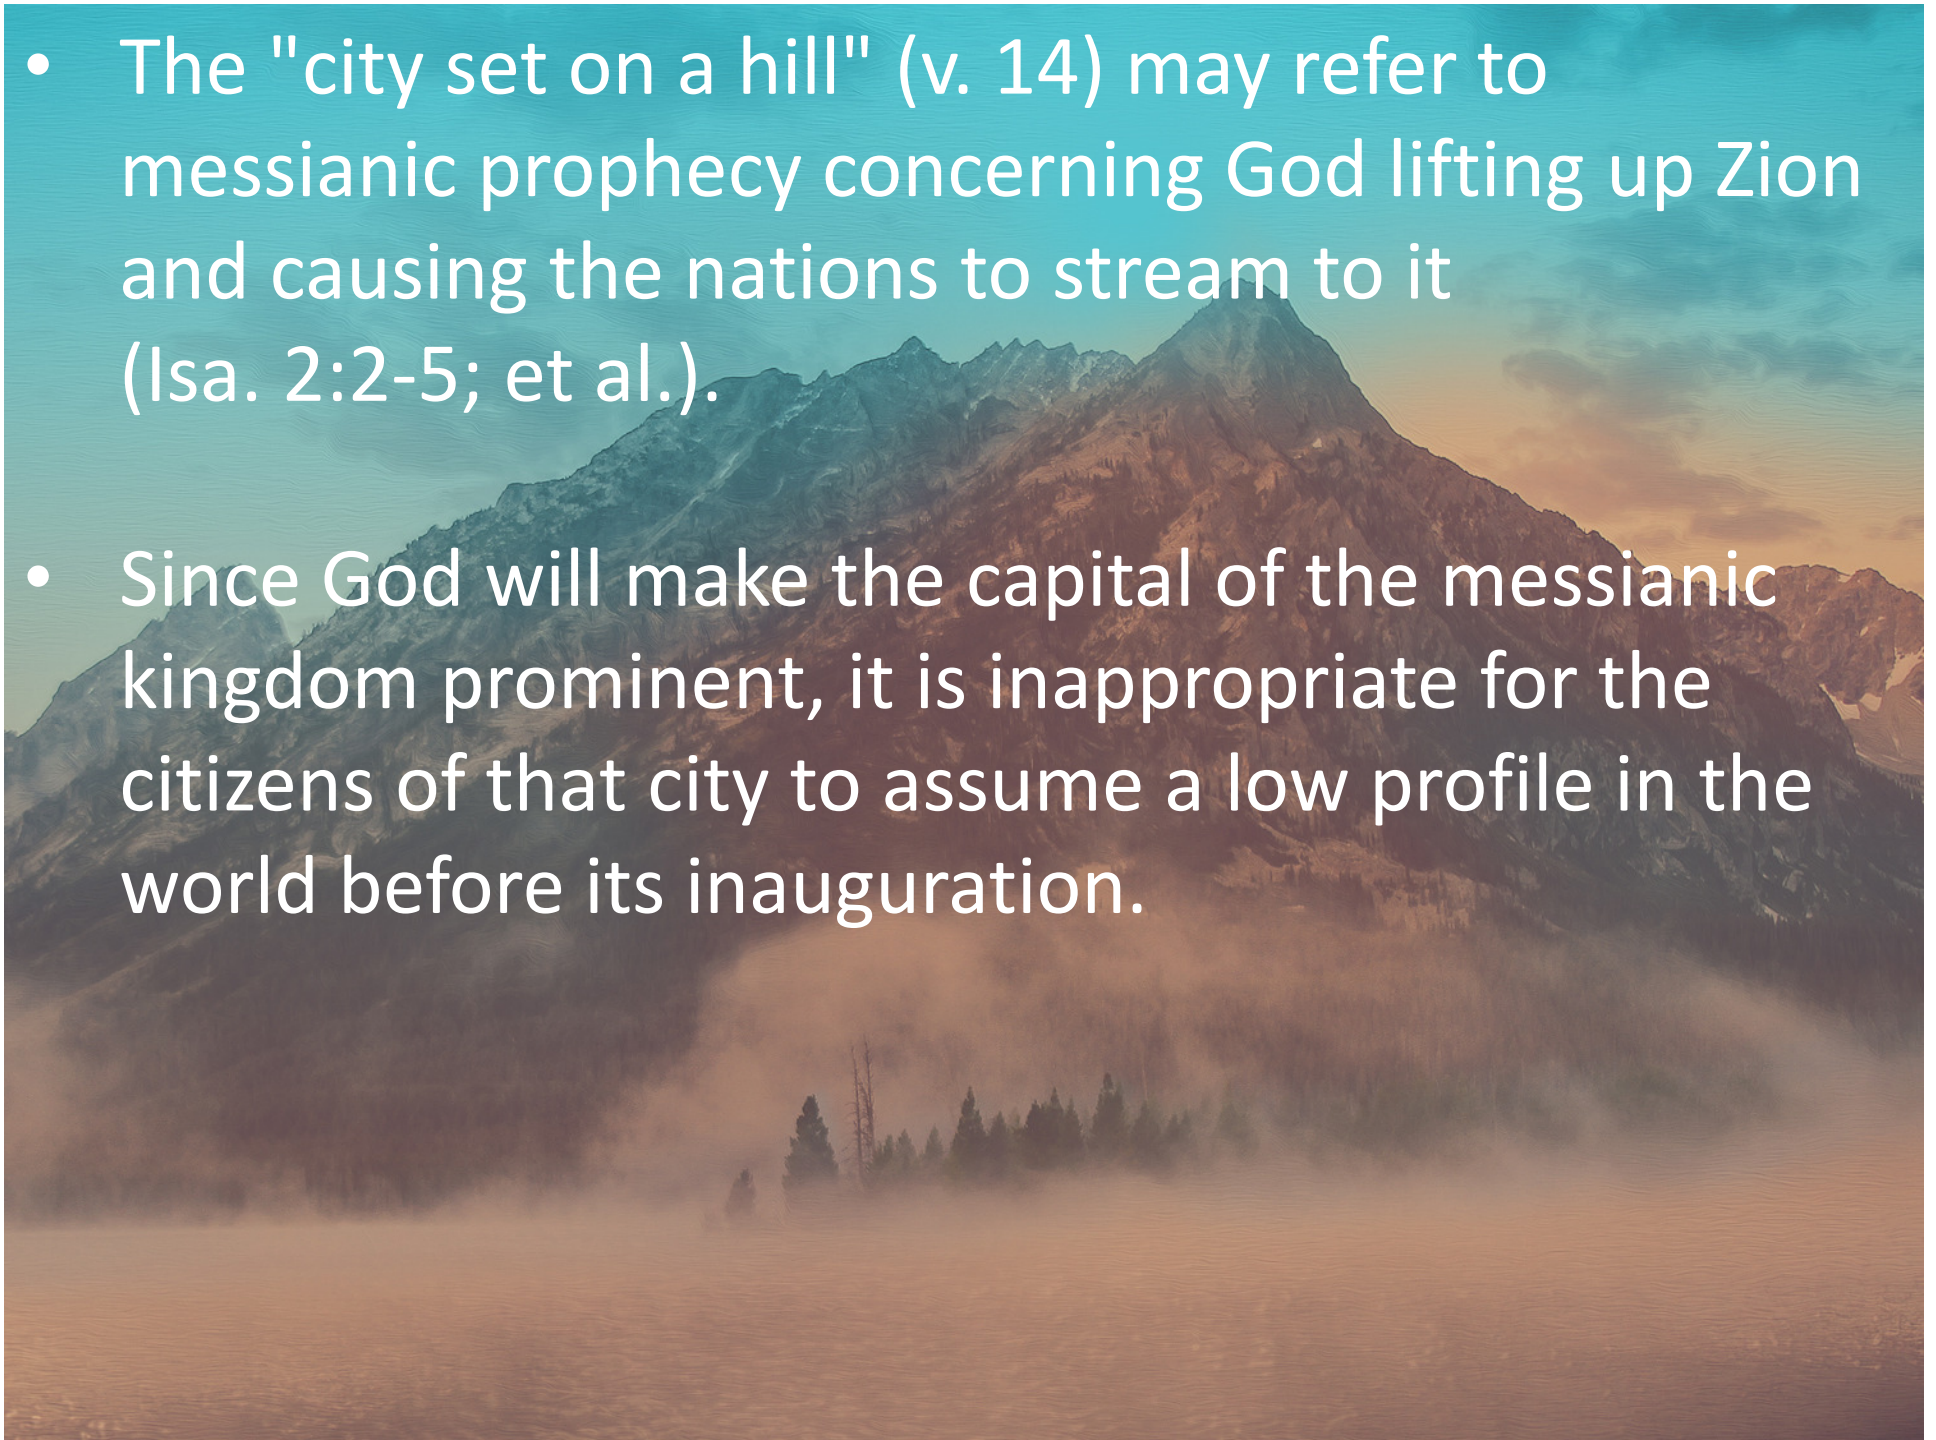 • The "city set on a hill" (v. 14) may refer to
messianic prophecy concerning God lifting up Zion
and causing the nations to stream to it
(Isa. 2:2-5; et al.).
• Since God will make the capital of the messianic
kingdom prominent, it is inappropriate for the
citizens of that city to assume a low profile in the
world before its inauguration.